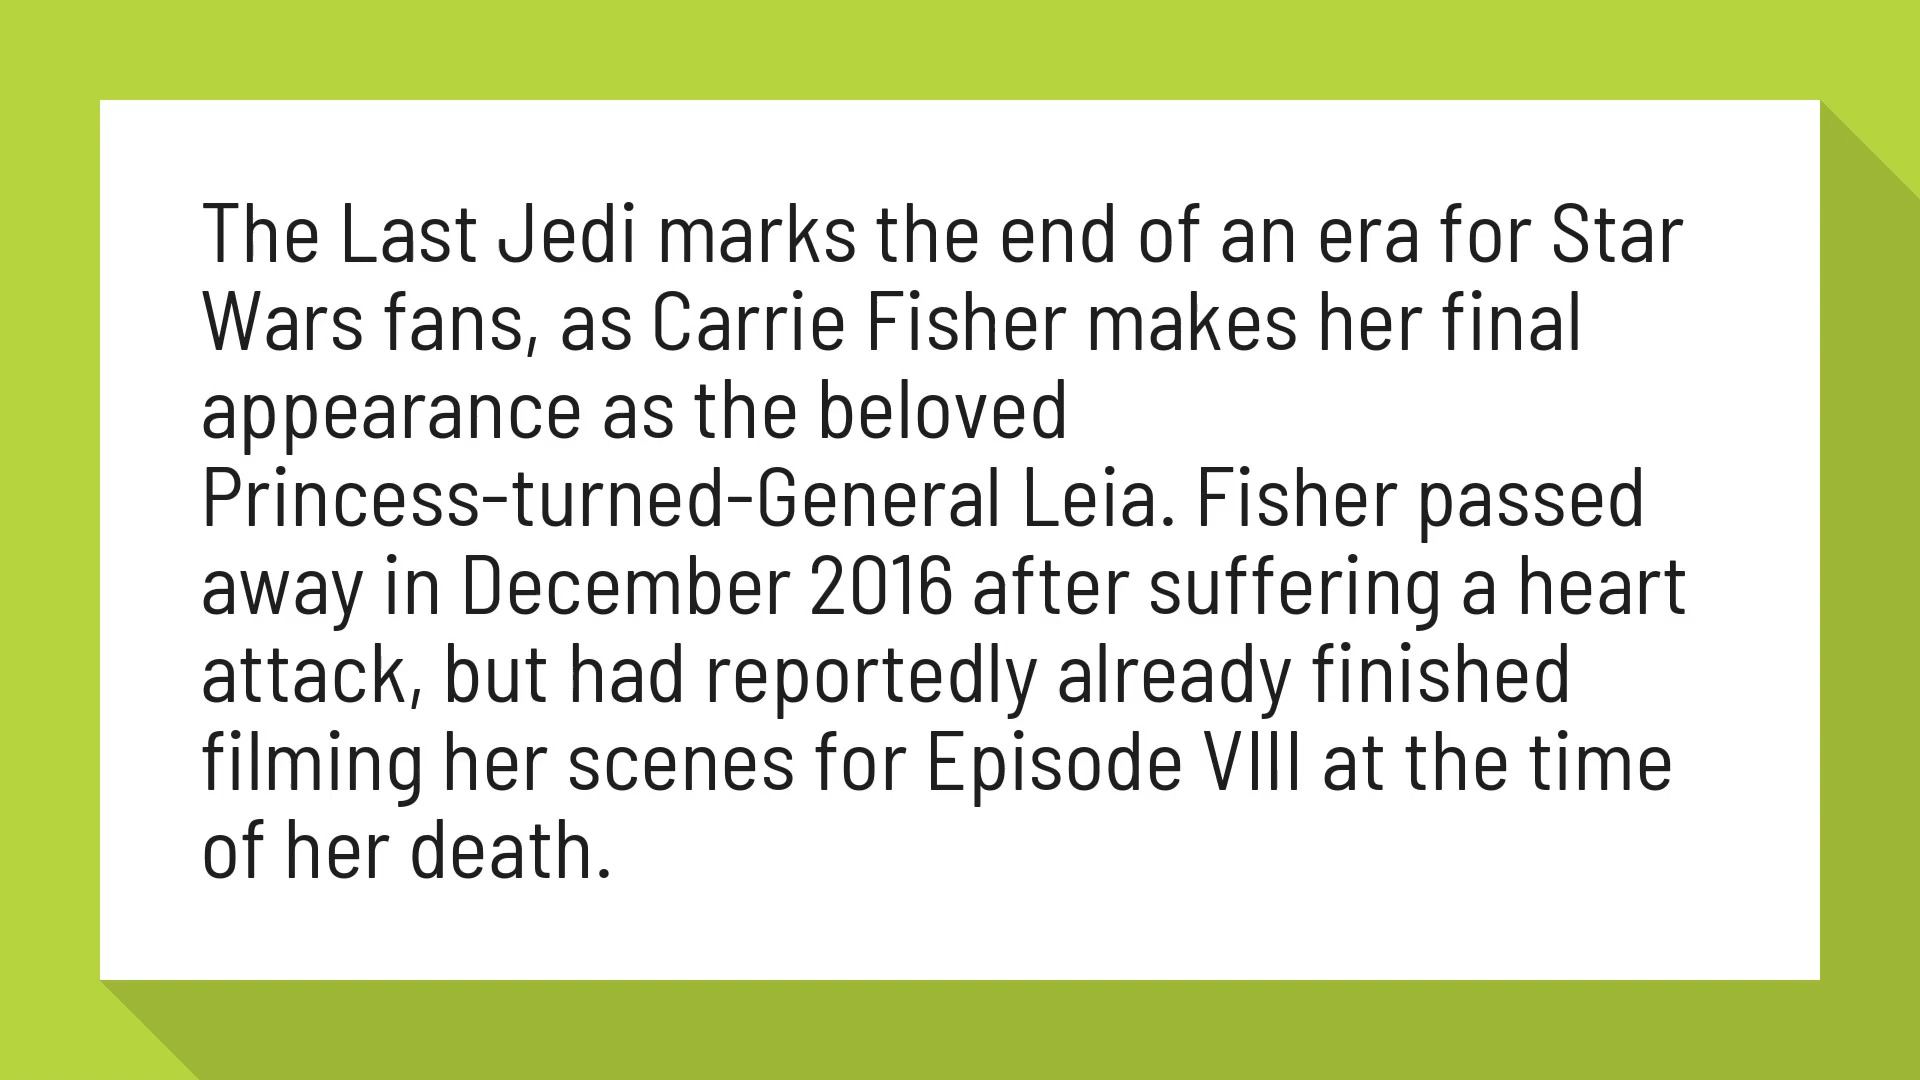 The Last Jedi marks the end of an era for Star
Wars fans, as Carrie Fisher makes her final
appearance as the beloved
Princess-turned-General Leia. Fisher passed
away in December 2016 after suffering a heart
attack, but had reportedly already finished
filming her scenes for Episode VIII at the time
of her death.